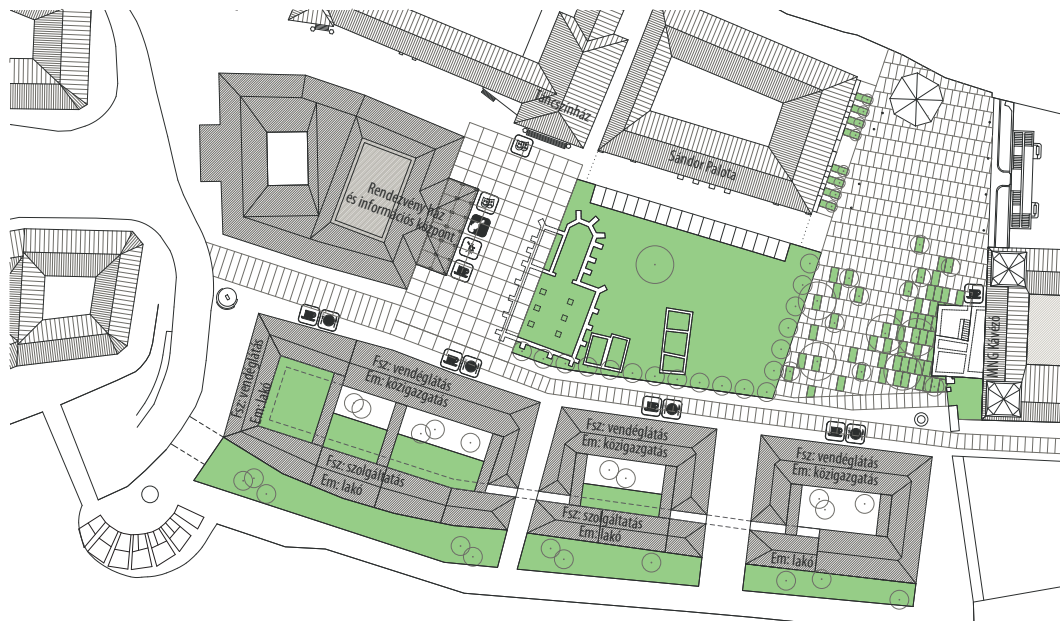 Táncszínház
Sándor Palota
Rendezvény ház
és információs központ
MNG Kávézó
Fsz: vendéglátás
Em: lakó
Fsz: vendéglátás
Em: közigazgatás
Fsz: szolgáltatás
Em: lakó
Fsz: vendéglátás
Em: közigazgatás
Fsz: szolgáltatás
Em: lakó
Fsz: vendéglátás
Em: közigazgatás
Em: lakó